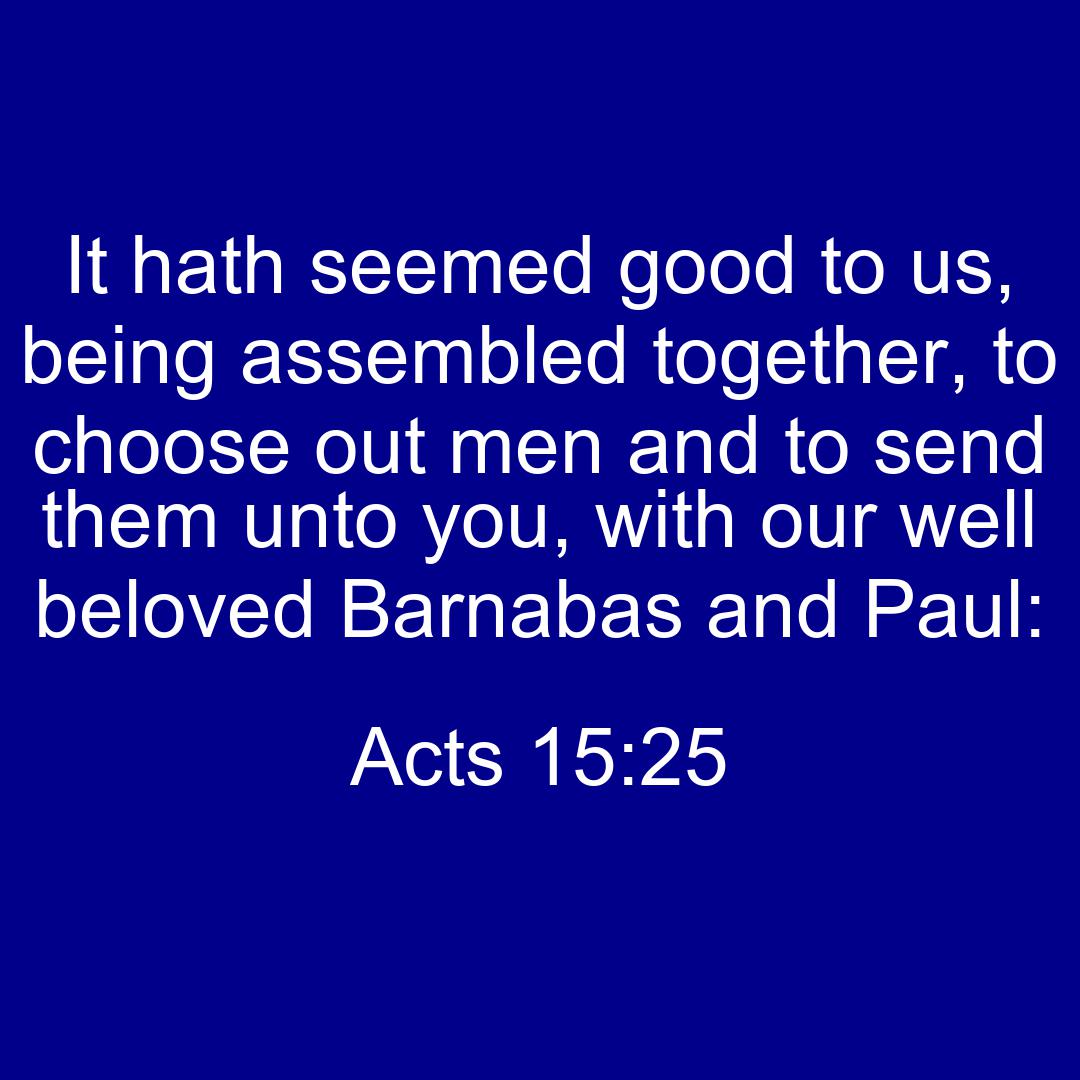 It hath seemed good to us,
being assembled together, to
choose out men and to send
them unto you, with our well
beloved Barnabas and Paul:
Acts 15:25